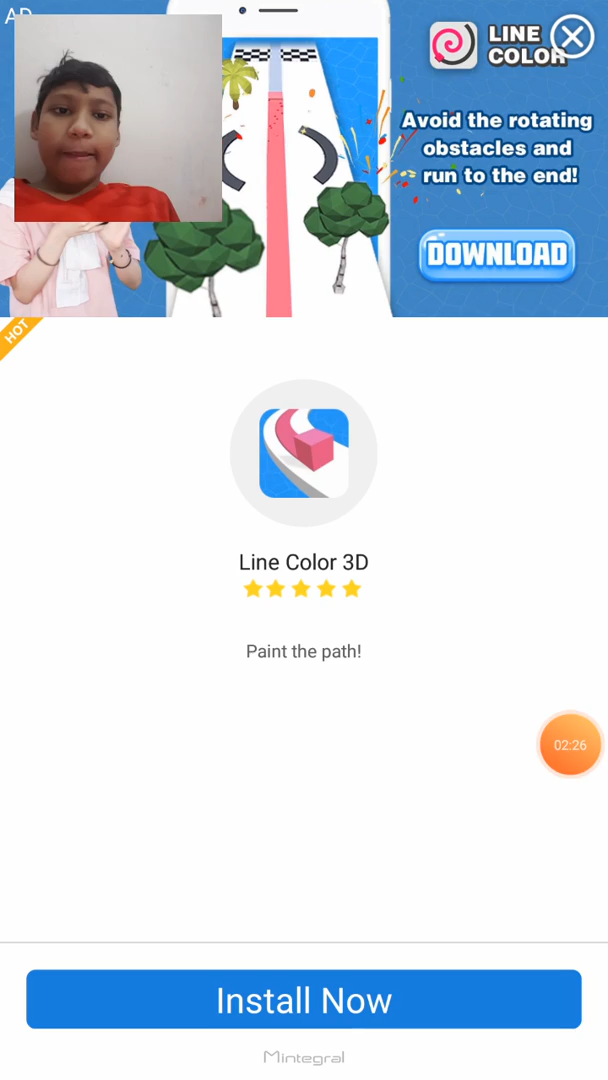 AD
LINE
COLOR
Avoid the rotating
obstacles and
run to the end!
DOWNLOAD
HOT
Line Color 3D
Paint the path!
02:26
Install Now
Mintegral